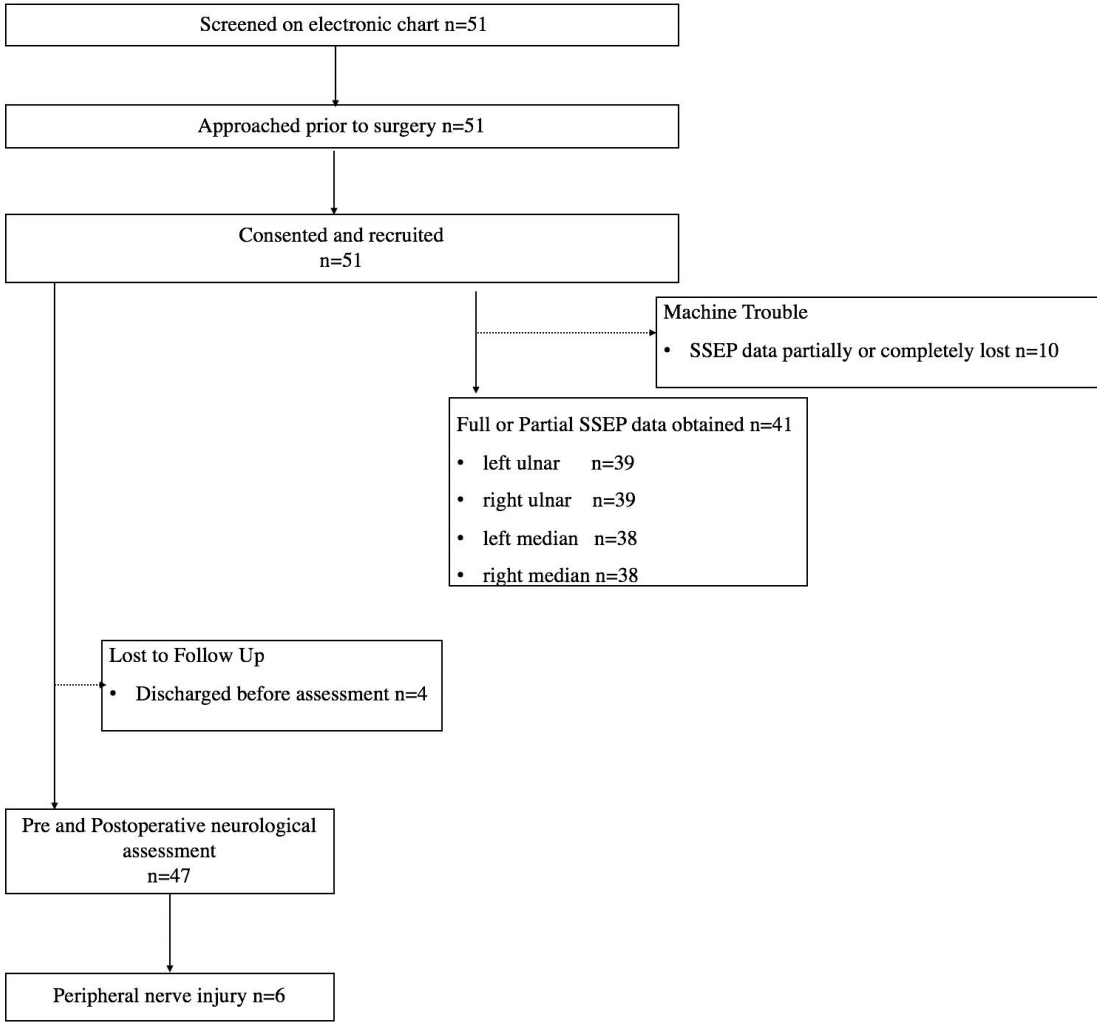 Screened on electronic chart n=51
Approached prior to surgery n=51
Consented and recruited
n=51
Machine Trouble
• SSEP data partially or completely lost n=10
Full or Partial SSEP data obtained n=41
• left ulnar n=39
• right ulnar n=39
• left median n=38
• right median n=38
Lost to Follow Up
• Discharged before assessment n=4
Pre and Postoperative neurological
assessment
n=47
Peripheral nerve injury n=6